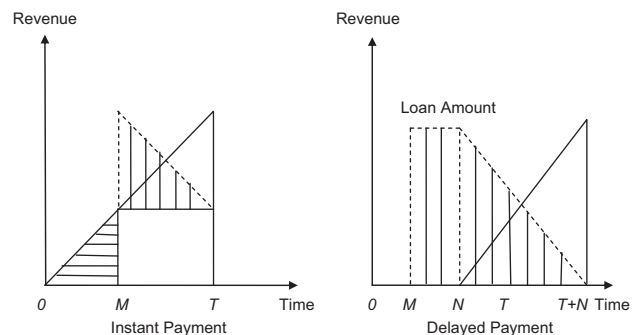 Revenue
0
M
T
Time
Instant Payment
Revenue
Loan Amount
0
M
N
T
T+N
Time
Delayed Payment